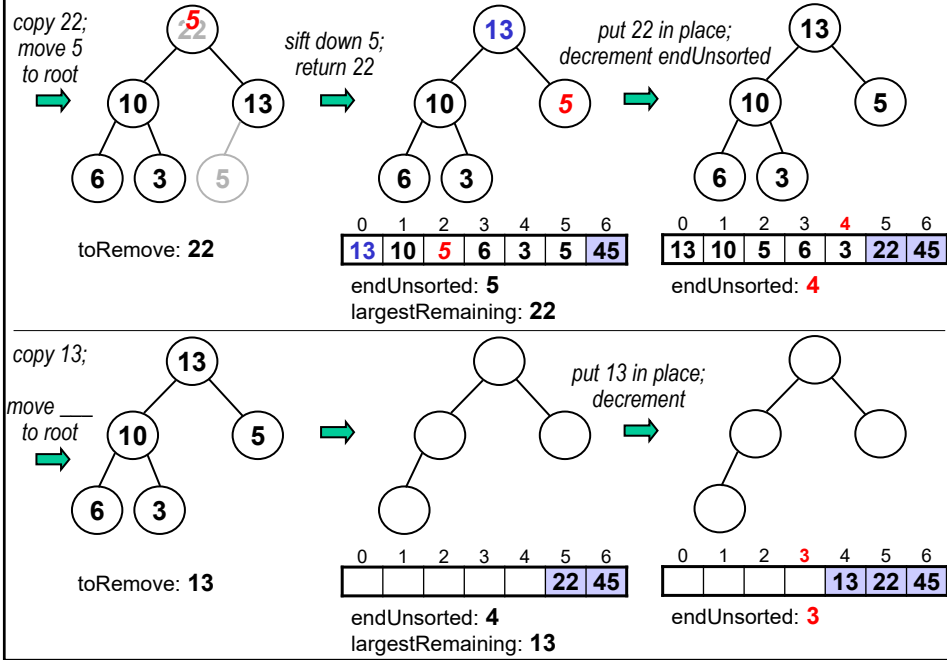 copy 22;
move 5
to root
5
22
10
13
6
3
5
toRemove: 22
sift down 5;
return 22
13
10
5
6
3
0 1 2 3 4 5 6
13 10 5 6 3 5 45
endUnsorted: 5
largestRemaining: 22
put 22 in place;
decrement endUnsorted
13
10
5
6
3
0 1 2 3 4 5 6
13 10 5 6 3 22 45
endUnsorted: 4
copy 13;
move ___
to root
13
10
5
6
3
toRemove: 13
0 1 2 3 4 5 6
22 45
endUnsorted: 4
largestRemaining: 13
put 13 in place;
decrement
0 1 2 3 4 5 6
13 22 45
endUnsorted: 3